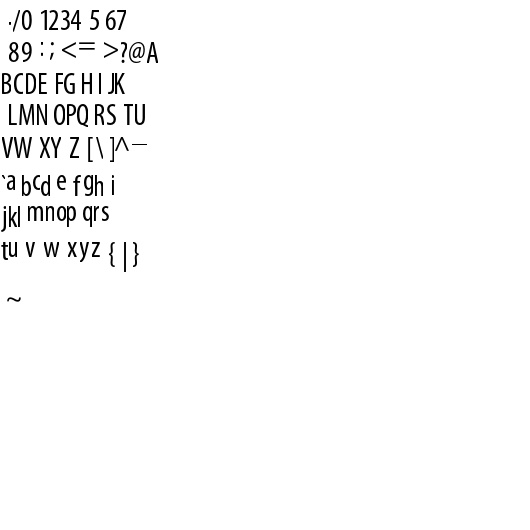 ./0 1234 5 67
89 : ; <= >?@A
BCDE FG H I JK
LMN OPQ RS TU
VW XY Z [ \ ]^ _
`a bcd e fgh i
jkl mnop qrs
tu v w xyz { | }
~